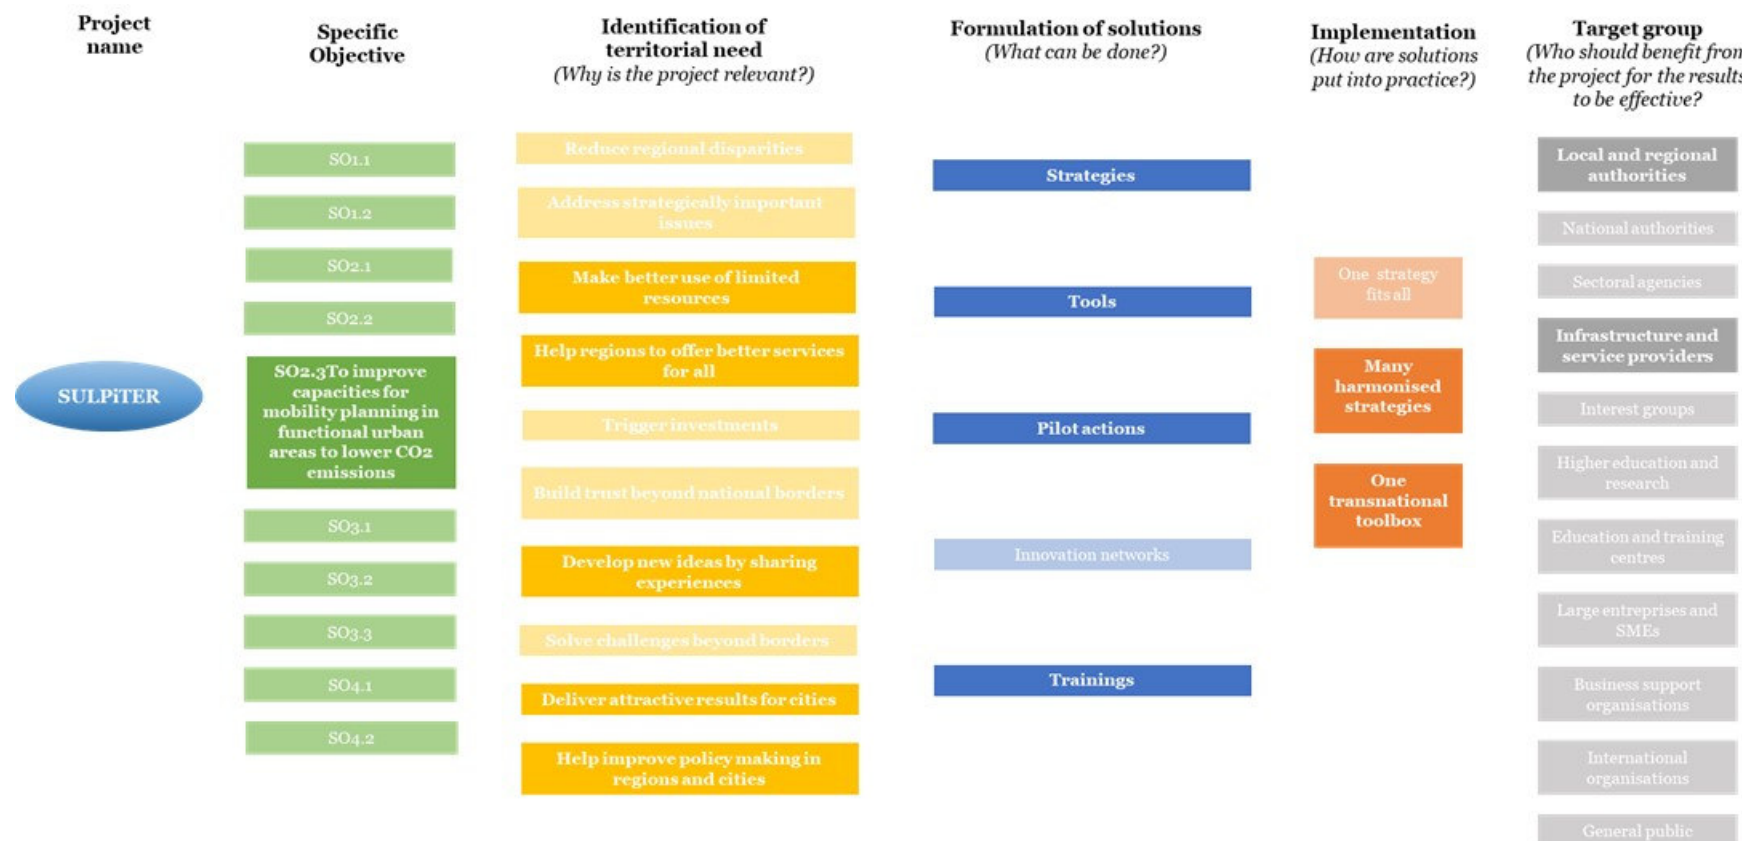 Project
name
Specific
Objective
Identification of
territorial need
(Why is the project relevant?)
Formulation of solutions
(What can be done?)
Implementation
(How are solutions
put into practice?)
Target group
(Who should benefit from
the project for the results
to be effective?
SULPiTER
SO1.1
SO1.2
SO2.1
SO2.2
SO2.3To improve
capacities for
mobility planning in
functional urban
areas to lower CO2
emissions
SO3.1
SO3.2
SO3.3
SO4.1
SO4.2
Reduce regional disparities
Address strategically important
issues
Make better use of limited
resources
Help regions to offer better services
for all
Trigger investments
Build trust beyond national borders
Develop new ideas by sharing
experiences
Solve challenges beyond borders
Deliver attractive results for cities
Help improve policy making in
regions and cities
Strategies
Tools
Pilot actions
Innovation networks
Trainings
One strategy
fits all
Many
harmonised
strategies
One
transnational
toolbox
Local and regional
authorities
National authorities
Sectoral agencies
Infrastructure and
service providers
Interest groups
Higher education and
research
Education and training
centres
Large entreprises and
SMEs
Business support
organisations
International
organisations
General public